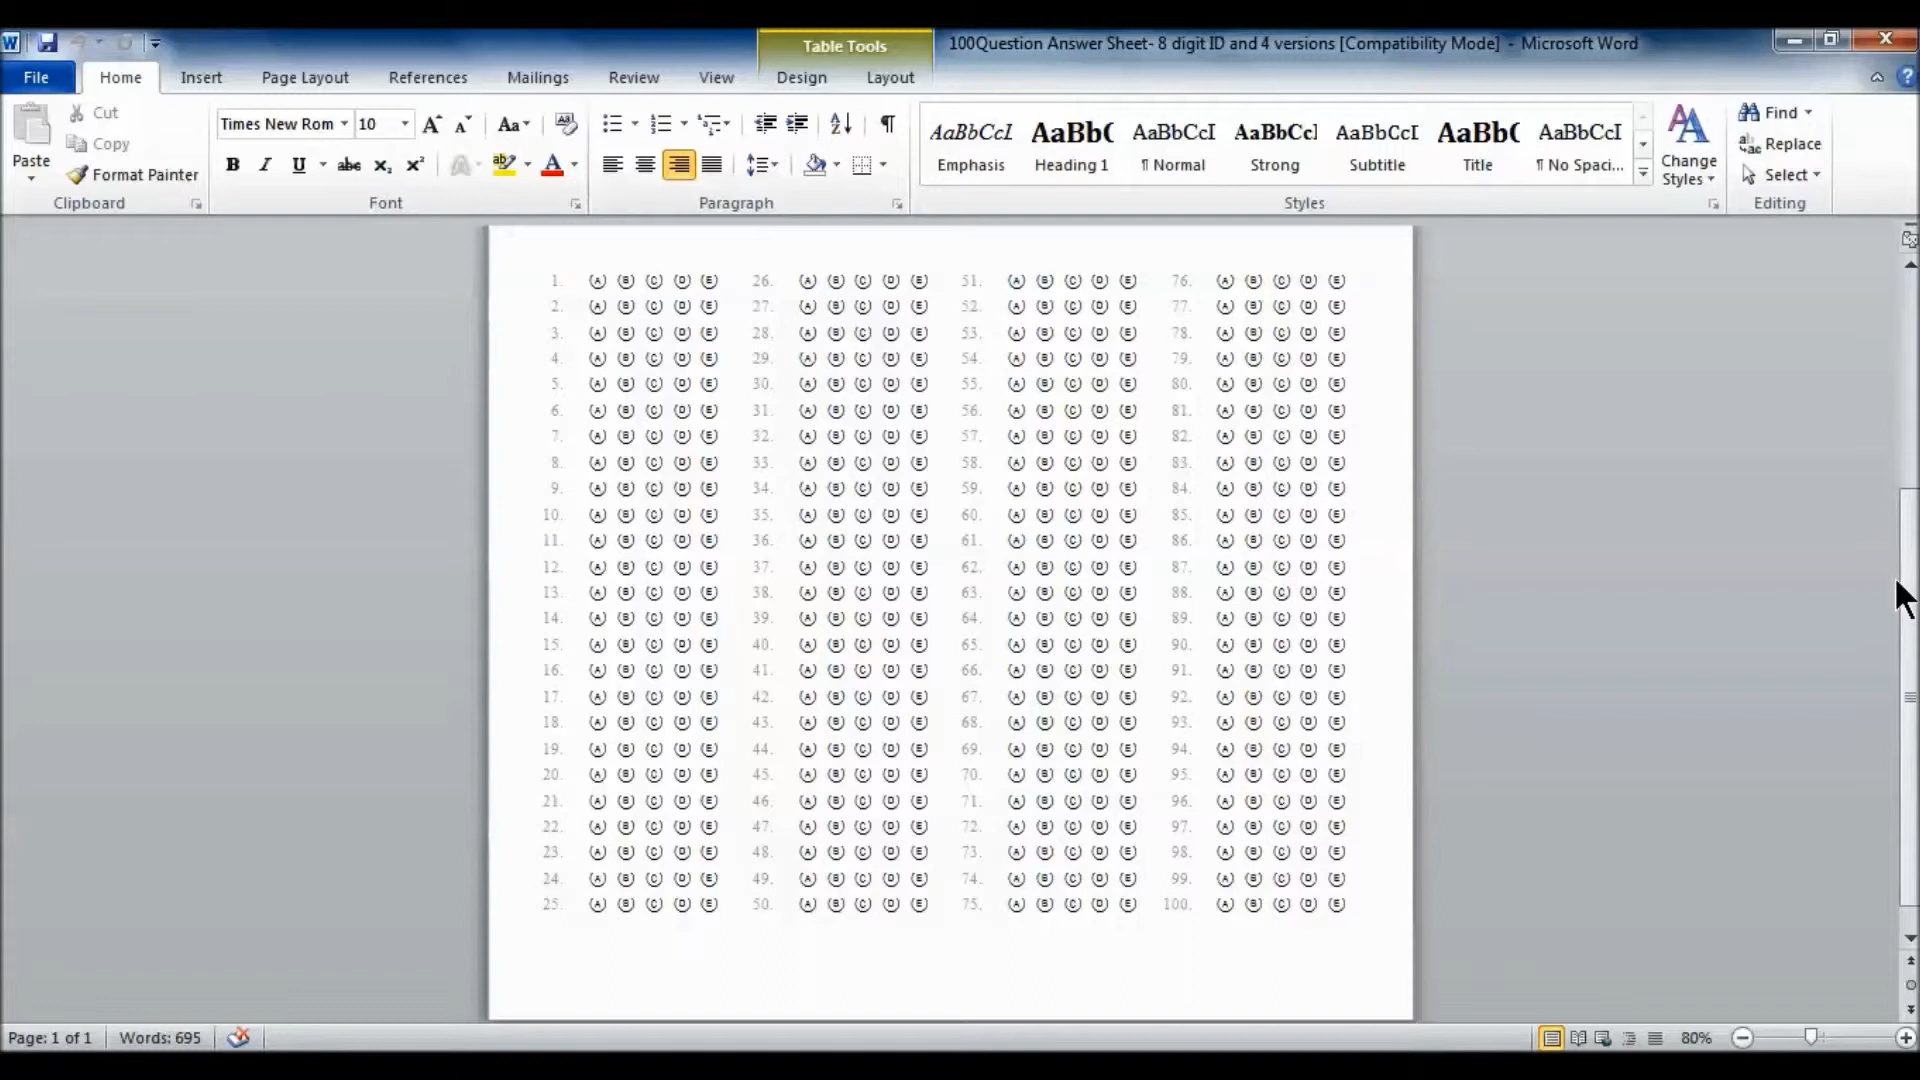 Table Tools
100Question Answer Sheet- 8 digit ID and 4 versions [Compatibility Mode] - Microsoft Word
File Home Insert Page Layout References Mailings Review View Design Layout
Cut
Copy
Format Painter
Paste
Clipboard
Times New Rom 10
Font
Paragraph
AaBbCcI AaBb( AaBbCcI AaBbCcI AaBbCcI AaBb( AaBbCcI
Emphasis Heading 1 ¶ Normal Strong Subtitle Title ¶ No Spaci...
Change
Styles
Styles
Find
Replace
Select
Editing
1. A B C D E 26. A B C D E 51. A B C D E 76. A B C D E
2. A B C D E 27. A B C D E 52. A B C D E 77. A B C D E
3. A B C D E 28. A B C D E 53. A B C D E 78. A B C D E
4. A B C D E 29. A B C D E 54. A B C D E 79. A B C D E
5. A B C D E 30. A B C D E 55. A B C D E 80. A B C D E
6. A B C D E 31. A B C D E 56. A B C D E 81. A B C D E
7. A B C D E 32. A B C D E 57. A B C D E 82. A B C D E
8. A B C D E 33. A B C D E 58. A B C D E 83. A B C D E
9. A B C D E 34. A B C D E 59. A B C D E 84. A B C D E
10. A B C D E 35. A B C D E 60. A B C D E 85. A B C D E
11. A B C D E 36. A B C D E 61. A B C D E 86. A B C D E
12. A B C D E 37. A B C D E 62. A B C D E 87. A B C D E
13. A B C D E 38. A B C D E 63. A B C D E 88. A B C D E
14. A B C D E 39. A B C D E 64. A B C D E 89. A B C D E
15. A B C D E 40. A B C D E 65. A B C D E 90. A B C D E
16. A B C D E 41. A B C D E 66. A B C D E 91. A B C D E
17. A B C D E 42. A B C D E 67. A B C D E 92. A B C D E
18. A B C D E 43. A B C D E 68. A B C D E 93. A B C D E
19. A B C D E 44. A B C D E 69. A B C D E 94. A B C D E
20. A B C D E 45. A B C D E 70. A B C D E 95. A B C D E
21. A B C D E 46. A B C D E 71. A B C D E 96. A B C D E
22. A B C D E 47. A B C D E 72. A B C D E 97. A B C D E
23. A B C D E 48. A B C D E 73. A B C D E 98. A B C D E
24. A B C D E 49. A B C D E 74. A B C D E 99. A B C D E
25. A B C D E 50. A B C D E 75. A B C D E 100. A B C D E
Page: 1 of 1 Words: 695 80%